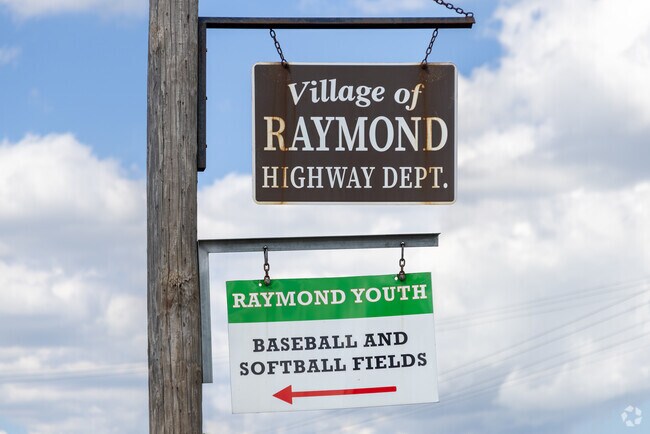 Village of
RAYMOND
HIGHWAY DEPT.
RAYMOND YOUTH
BASEBALL AND
SOFTBALL FIELDS